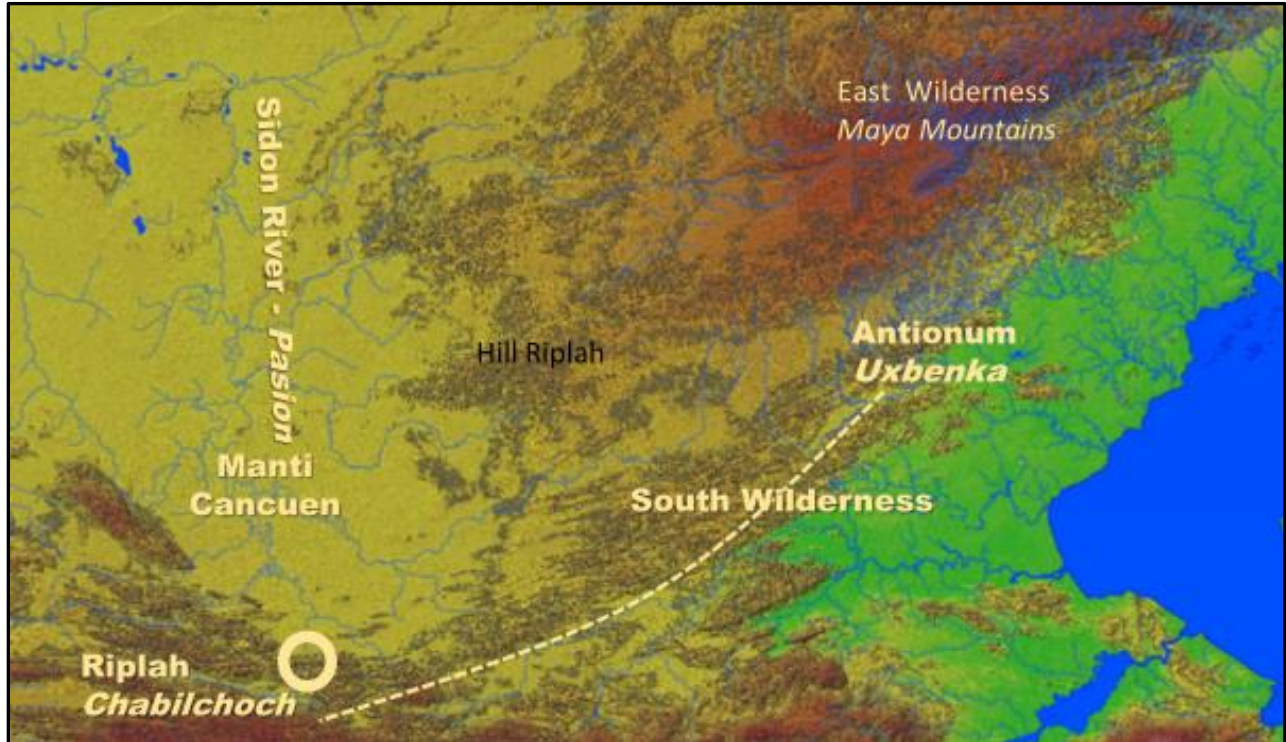 East Wilderness
Maya Mountains
Sidon River - Pasion
Hill Riplah
Antionum
Uxbenka
Manti
Cancuen
South Wilderness
Riplah
Chabilchoch